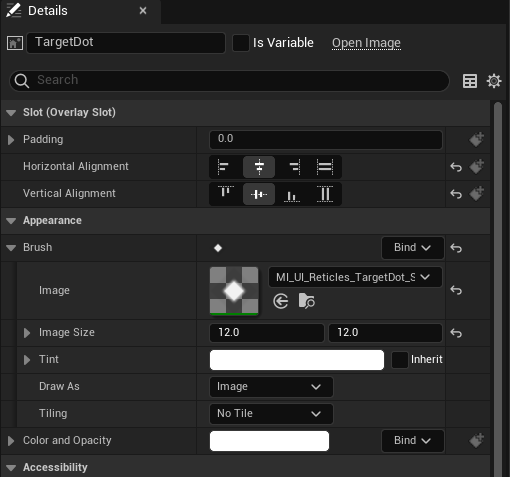 Details
TargetDot
Is Variable
Open Image
Search
Slot (Overlay Slot)
Padding
0.0
Horizontal Alignment
Vertical Alignment
Appearance
Brush
Bind
Image
MI_UI_Reticles_TargetDot_S
Image Size
12.0
12.0
Tint
Inherit
Draw As
Image
Tiling
No Tile
Color and Opacity
Bind
Accessibility